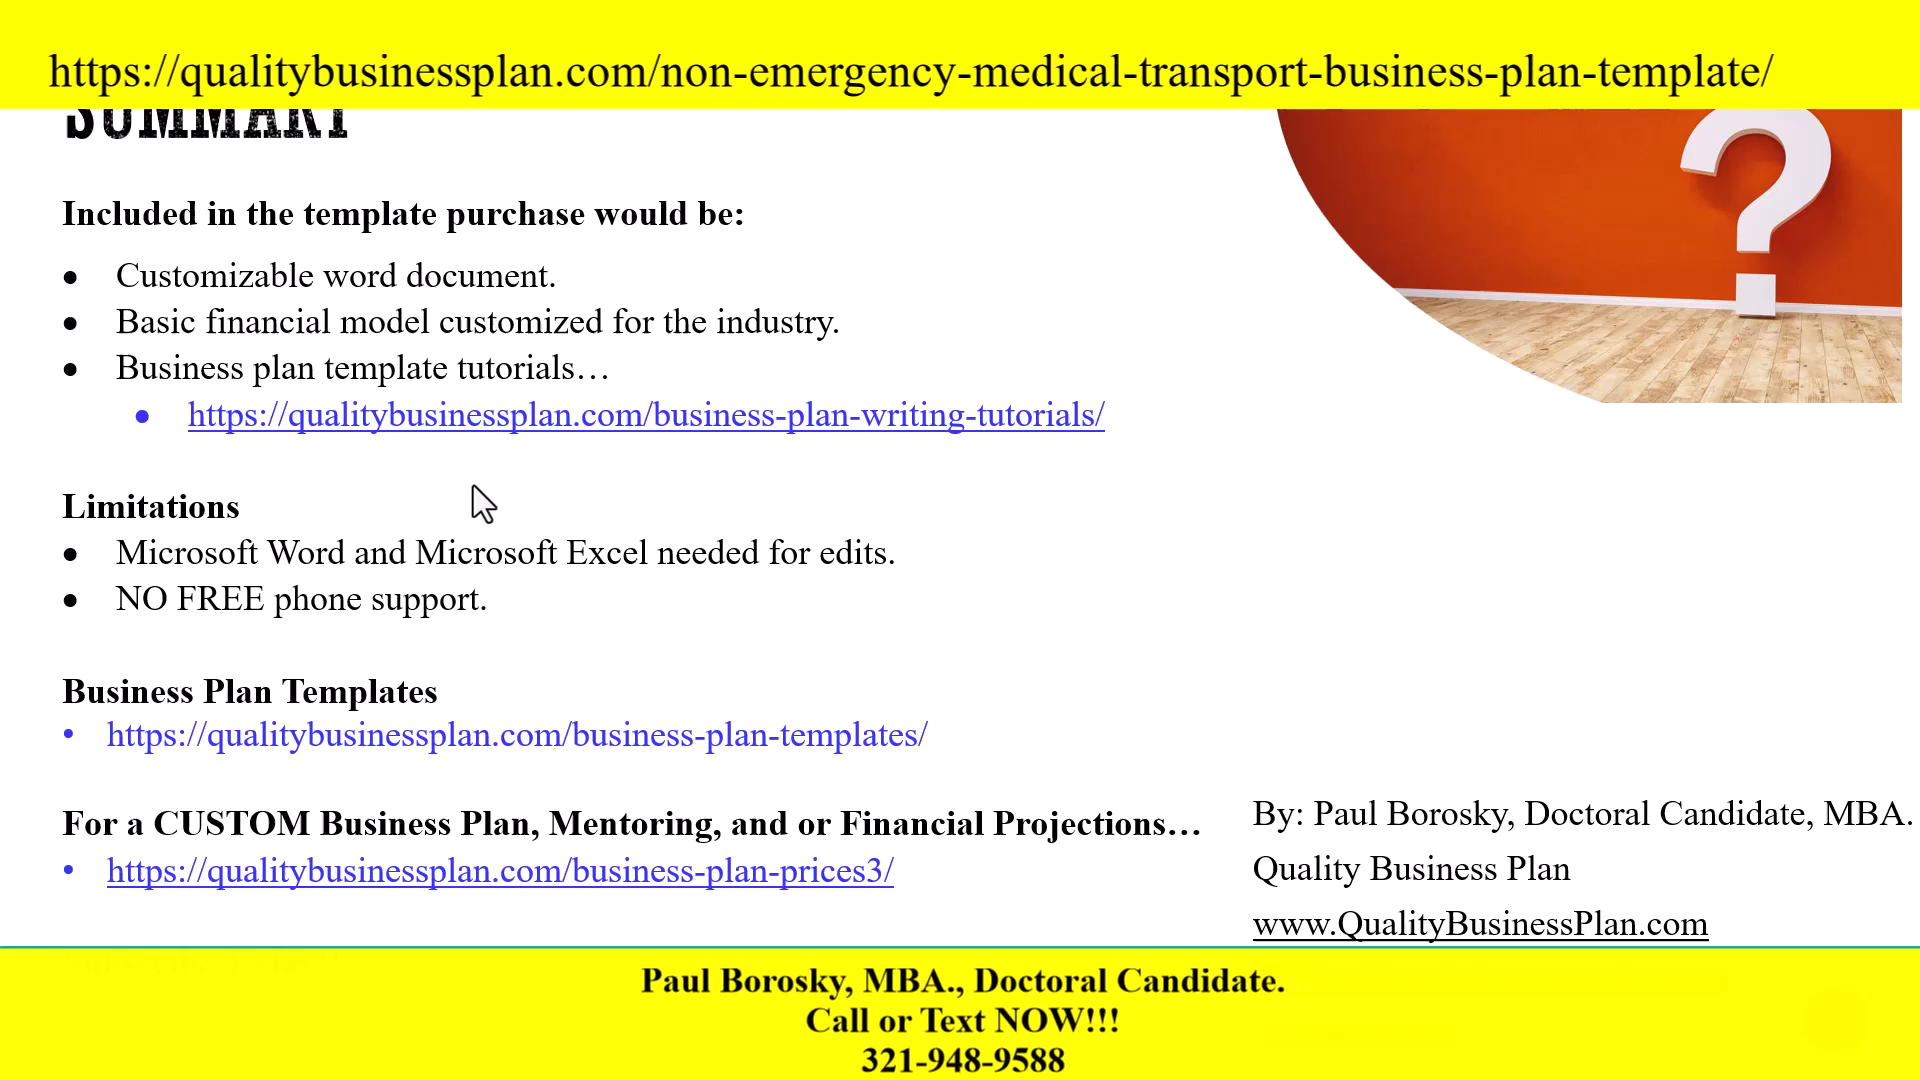 https://qualitybusinessplan.com/non-emergency-medical-transport-business-plan-template/
SUMMARY
Included in the template purchase would be:
• Customizable word document.
• Basic financial model customized for the industry.
• Business plan template tutorials…
• https://qualitybusinessplan.com/business-plan-writing-tutorials/
Limitations
• Microsoft Word and Microsoft Excel needed for edits.
• NO FREE phone support.
Business Plan Templates
• https://qualitybusinessplan.com/business-plan-templates/
For a CUSTOM Business Plan, Mentoring, and or Financial Projections…
• https://qualitybusinessplan.com/business-plan-prices3/
By: Paul Borosky, Doctoral Candidate, MBA.
Quality Business Plan
www.QualityBusinessPlan.com
Paul Borosky, MBA., Doctoral Candidate.
Call or Text NOW!!!
321-948-9588